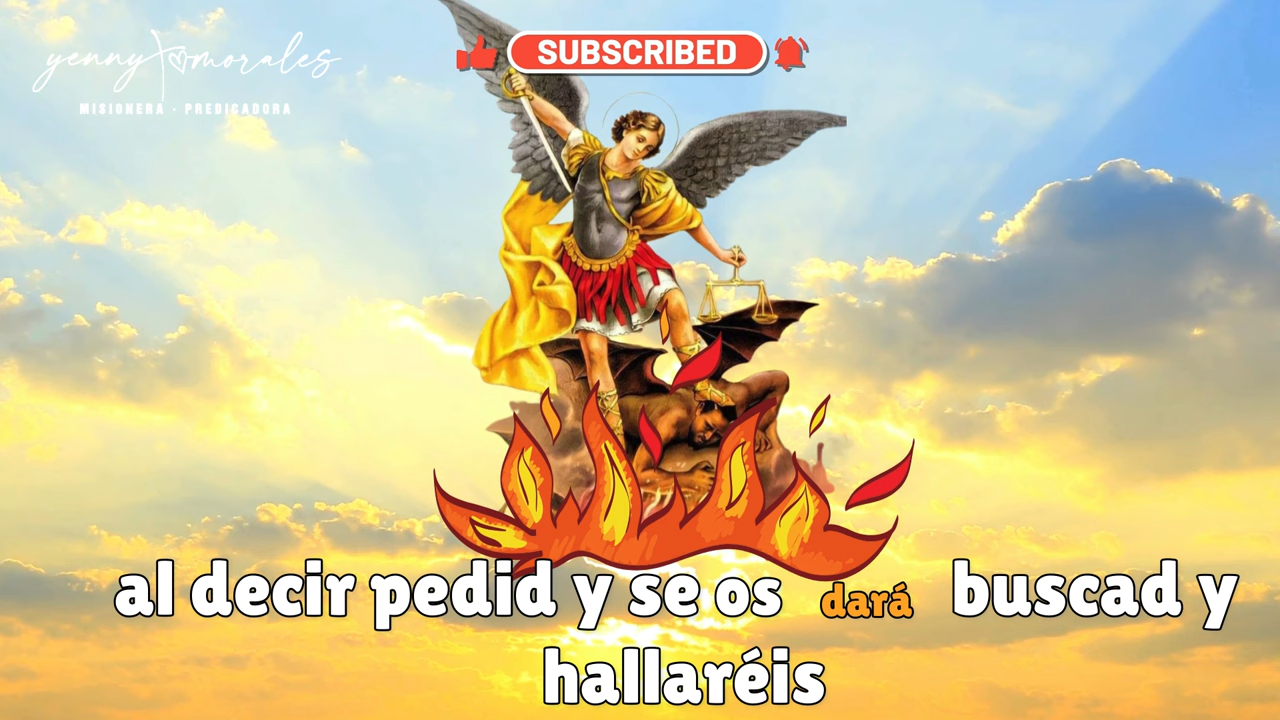 yenny morales
MISIONERA · PREDICADORA
SUBSCRIBED
al decir pedid y se os dará buscad y
hallaréis